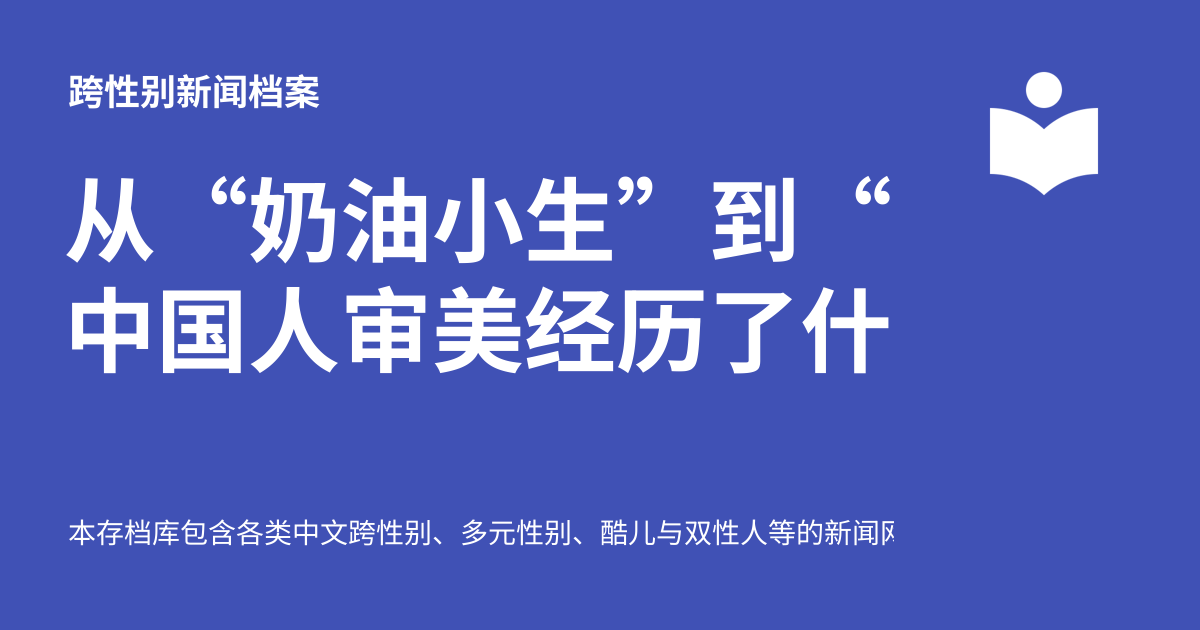 跨性别新闻档案
从“奶油小生”到“
中国人审美经历了什
本存档库包含各类中文跨性别、多元性别、酷儿与双性人等的新闻